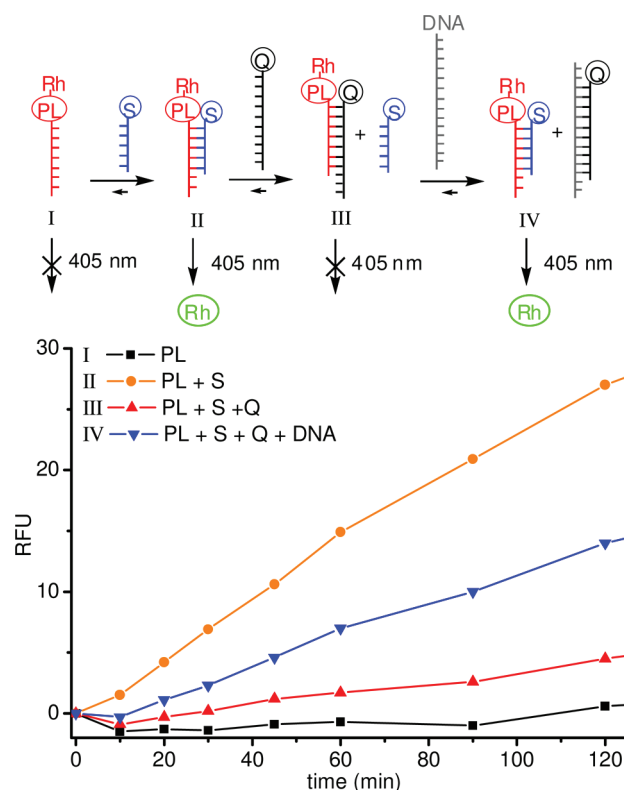 DNA
Q
Rh
PL
S
Rh
PL
S
Rh
PL
Q
+
S
Rh
PL
S
+
Q
I
II
III
IV
405 nm
405 nm
405 nm
405 nm
Rh
Rh
30
I PL
II PL + S
III PL + S +Q
IV PL + S + Q + DNA
20
RFU
10
0
0 20 40 60 80 100 120
time (min)